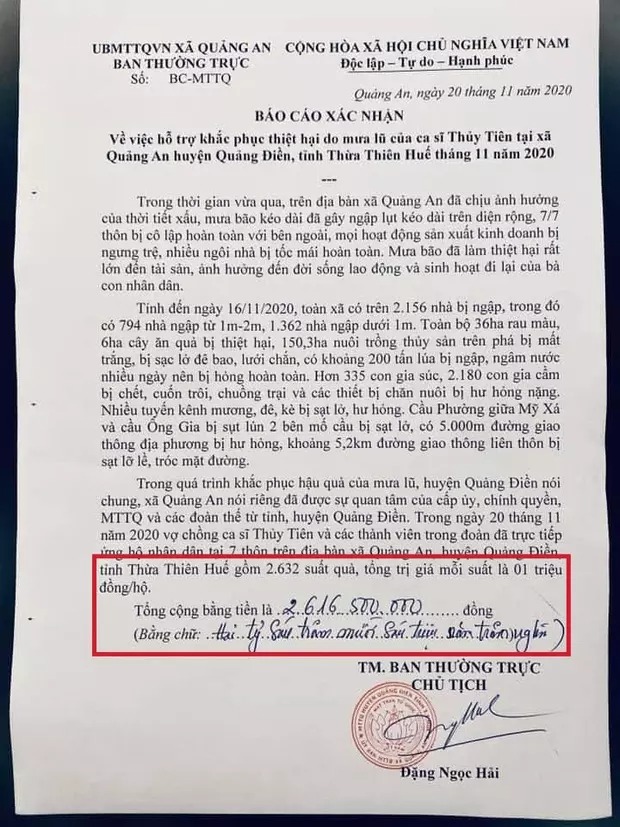 UBMTTQVN XÃ QUẢNG AN
BAN THƯỜNG TRỰC
Số: BC-MTTQ
CỘNG HÒA XÃ HỘI CHỦ NGHĨA VIỆT NAM
Độc lập – Tự do – Hạnh phúc
Quảng An, ngày 20 tháng 11 năm 2020
BÁO CÁO XÁC NHẬN
Về việc hỗ trợ khắc phục thiệt hại do mưa lũ của ca sĩ Thủy Tiên tại xã
Quảng An huyện Quảng Điền, tỉnh Thừa Thiên Huế tháng 11 năm 2020
---
Trong thời gian vừa qua, trên địa bàn xã Quảng An đã chịu ảnh hưởng
của thời tiết xấu, mưa bão kéo dài đã gây ngập lụt kéo dài trên diện rộng, 7/7
thôn bị cô lập hoàn toàn với bên ngoài, mọi hoạt động sản xuất kinh doanh bị
ngưng trệ, nhiều ngôi nhà bị tốc mái hoàn toàn. Mưa bão đã làm thiệt hại rất
lớn đến tài sản, ảnh hưởng đến đời sống lao động và sinh hoạt đi lại của bà
con nhân dân.
Tính đến ngày 16/11/2020, toàn xã có trên 2.156 nhà bị ngập, trong đó
có 794 nhà ngập từ 1m-2m, 1.362 nhà ngập dưới 1m. Toàn bộ 36ha rau màu,
6ha cây ăn quả bị thiệt hại, 150,3ha nuôi trồng thủy sản trên phá bị mất
trắng, bị sạc lở đê bao, lưới chắn, có khoảng 200 tấn lúa bị ngập, ngâm nước
nhiều ngày nên bị hỏng hoàn toàn. Hơn 335 con gia súc, 2.180 con gia cầm
bị chết, cuốn trôi, chuồng trại và các thiết bị chăn nuôi bị hư hỏng nặng.
Nhiều tuyến kênh mương, đê, kè bị sạt lở, hư hỏng. Cầu Phường giữa Mỹ Xá
và cầu Ông Gia bị sụt lún 2 bên mố cầu bị sạt lở, có 5.000m đường giao
thông địa phương bị hư hỏng, khoảng 5,2km đường giao thông liên thôn bị
sạt lỡ lề, tróc mặt đường.
Trong quá trình khắc phục hậu quả của mưa lũ, huyện Quảng Điền nói
chung, xã Quảng An nói riêng đã được sự quan tâm của cấp ủy, chính quyền,
MTTQ và các đoàn thể từ tỉnh, huyện Quảng Điền. Trong ngày 20 tháng 11
năm 2020 vợ chồng ca sĩ Thủy Tiên và các thành viên trong đoàn đã trực tiếp
ủng hộ nhân dân tại 7 thôn trên địa bàn xã Quảng An, huyện Quảng Điền,
tỉnh Thừa Thiên Huế gồm 2.632 suất quà, tổng trị giá mỗi suất là 01 triệu
đồng/hộ.
Tổng cộng bằng tiền là 2.616.500.000 đồng
(Bằng chữ: Hai tỷ Sáu trăm mười Sáu triệu năm trăm nghìn)
TM. BAN THƯỜNG TRỰC
CHỦ TỊCH
Đặng Ngọc Hải